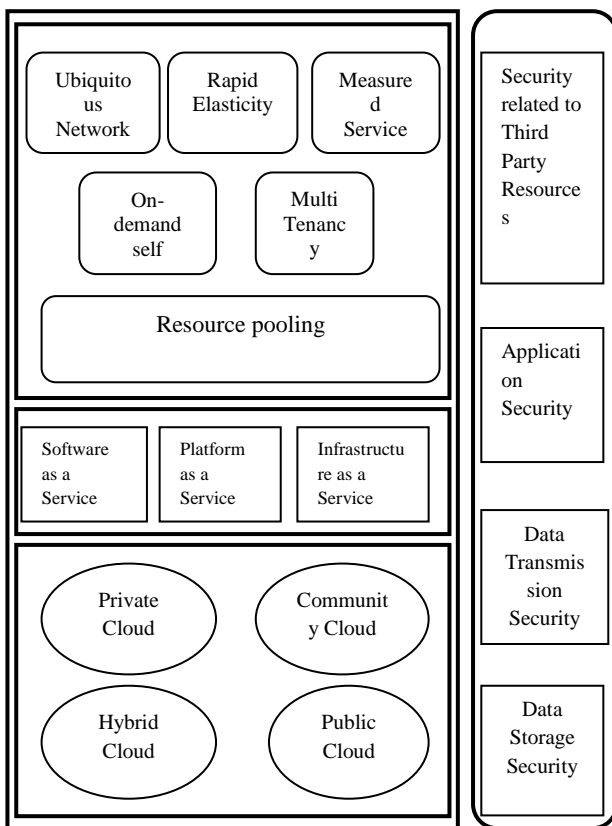 Ubiquito
us
Network
Rapid
Elasticity
Measure
d
Service
On-
demand
self
Multi
Tenanc
y
Resource pooling
Software
as a
Service
Platform
as a
Service
Infrastructu
re as a
Service
Private
Cloud
Communit
y Cloud
Hybrid
Cloud
Public
Cloud
Security
related to
Third
Party
Resource
s
Applicati
on
Security
Data
Transmis
sion
Security
Data
Storage
Security